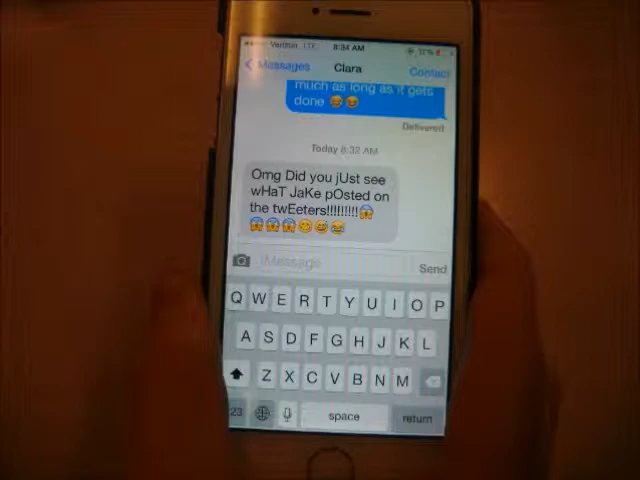 Verizon LTE 8:34 AM 12%
Messages Clara Contact
much as long as it gets
done 😅😆
Delivered
Today 8:32 AM
Omg Did you jUst see
wHaT JaKe pOsted on
the twEeters!!!!!!!!!😱
😱😱😱😊😅😂
iMessage Send
Q W E R T Y U I O P
A S D F G H J K L
Z X C V B N M
123 space return